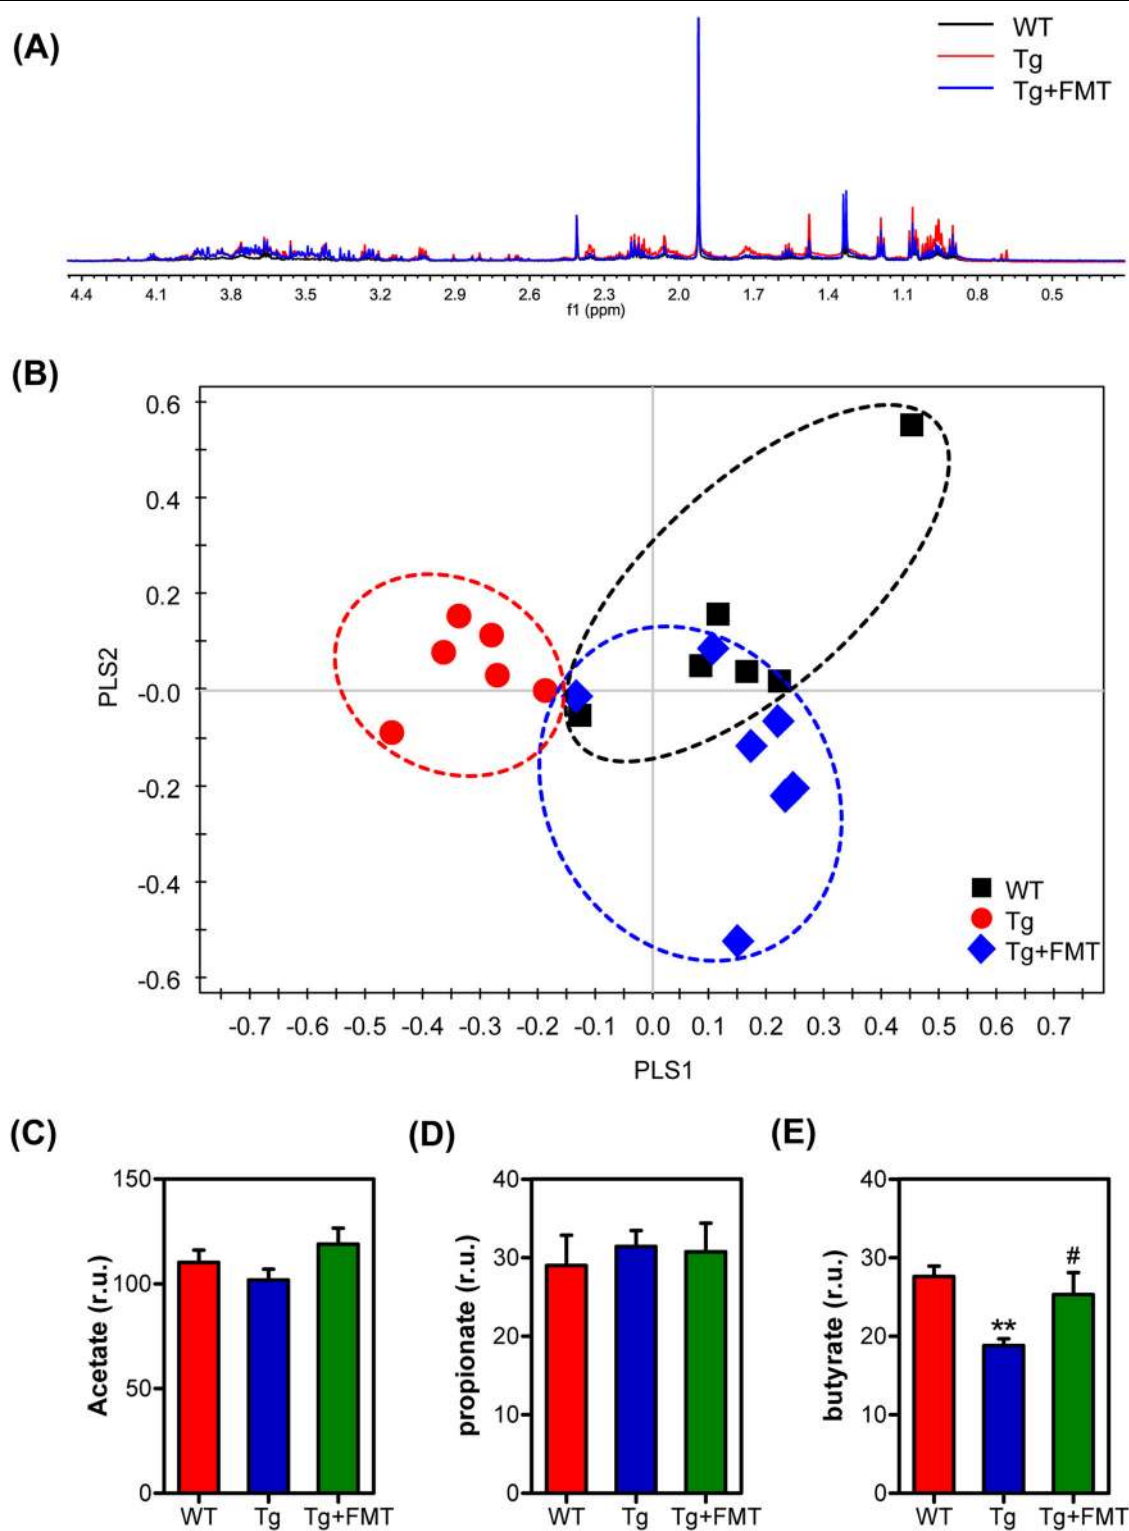 (A)
WT
Tg
Tg+FMT
4.4 4.1 3.8 3.5 3.2 2.9 2.6 2.3 2.0 1.7 1.4 1.1 0.8 0.5
f1 (ppm)
(B)
0.6
0.4
0.2
-0.0
-0.2
-0.4
-0.6
PLS2
WT
Tg
Tg+FMT
-0.7 -0.6 -0.5 -0.4 -0.3 -0.2 -0.1 0.0 0.1 0.2 0.3 0.4 0.5 0.6 0.7
PLS1
(C)
150
100
50
0
Acetate (r.u.)
WT Tg Tg+FMT
(D)
40
30
20
10
0
propionate (r.u.)
WT Tg Tg+FMT
(E)
40
30
20
10
0
butyrate (r.u.)
**
#
WT Tg Tg+FMT